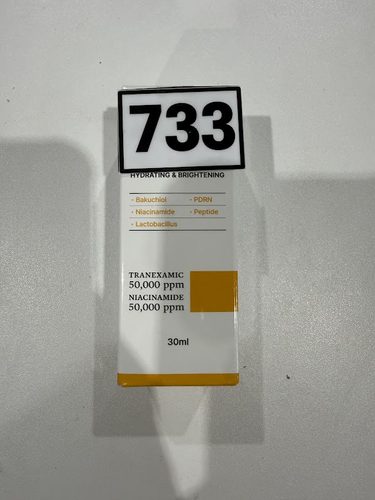 733
HYDRATING & BRIGHTENING
- Bakuchiol - PDRN
- Niacinamide - Peptide
- Lactobacillus
TRANEXAMIC
50,000 ppm
NIACINAMIDE
50,000 ppm
30ml